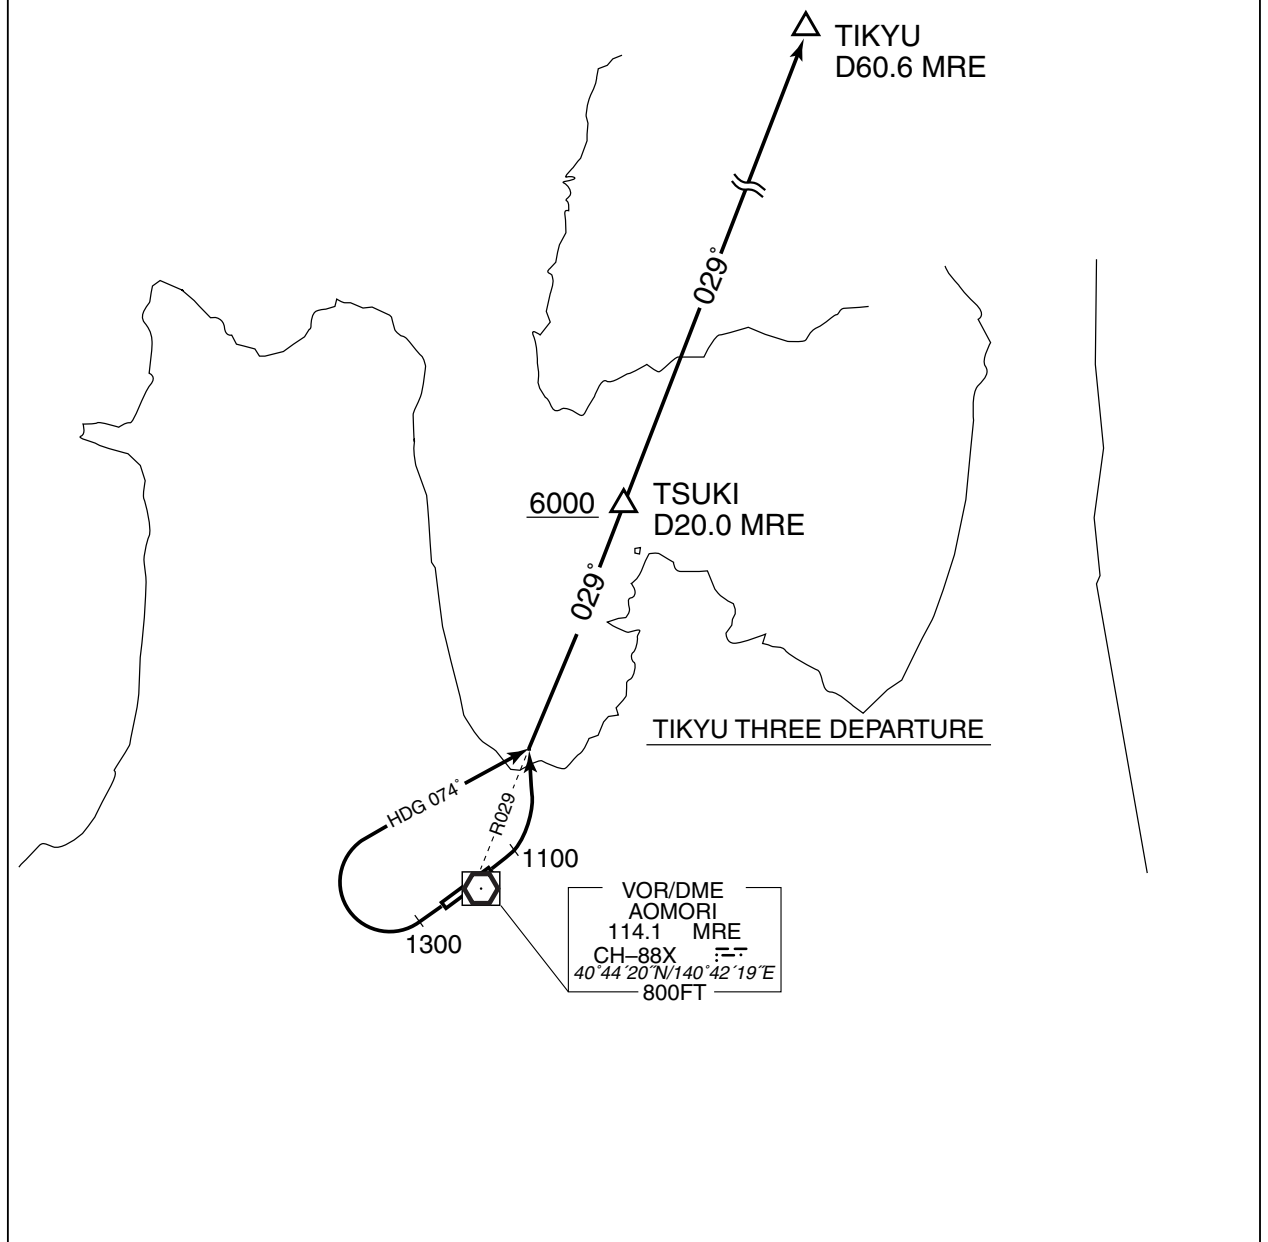 TIKYU
D60.6 MRE
029°
TSUKI
6000
D20.0 MRE
029°
TIKYU THREE DEPARTURE
HDG 074°
R029
1100
1300
VOR/DME
AOMORI
114.1 MRE
CH–88X
40°44´20˝N/140°42´19˝E
800FT